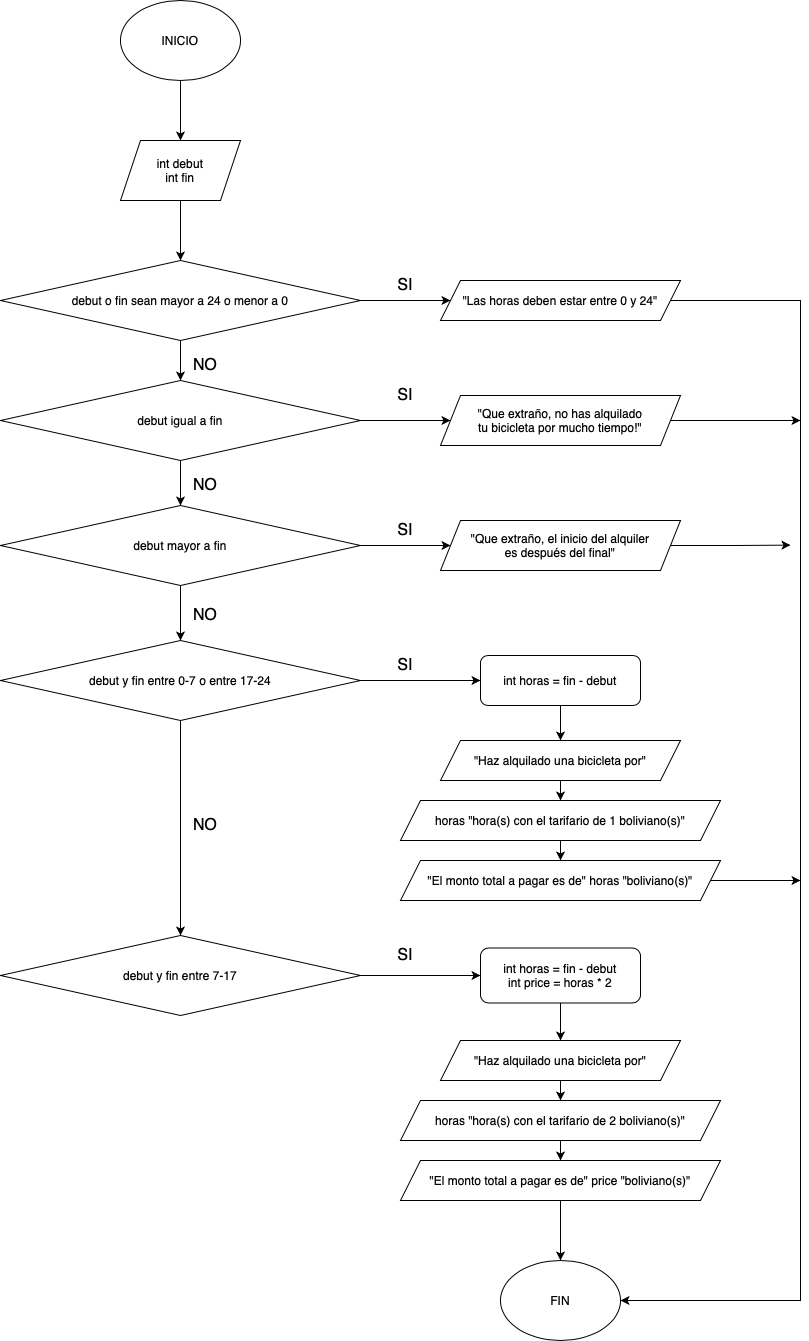 INICIO
int debut
int fin
debut o fin sean mayor a 24 o menor a 0
SI
"Las horas deben estar entre 0 y 24"
NO
debut igual a fin
SI
"Que extraño, no has alquilado
tu bicicleta por mucho tiempo!"
NO
debut mayor a fin
SI
"Que extraño, el inicio del alquiler
es después del final"
NO
debut y fin entre 0-7 o entre 17-24
SI
int horas = fin - debut
"Haz alquilado una bicicleta por"
horas "hora(s) con el tarifario de 1 boliviano(s)"
"El monto total a pagar es de" horas "boliviano(s)"
NO
debut y fin entre 7-17
SI
int horas = fin - debut
int price = horas * 2
"Haz alquilado una bicicleta por"
horas "hora(s) con el tarifario de 2 boliviano(s)"
"El monto total a pagar es de" price "boliviano(s)"
FIN